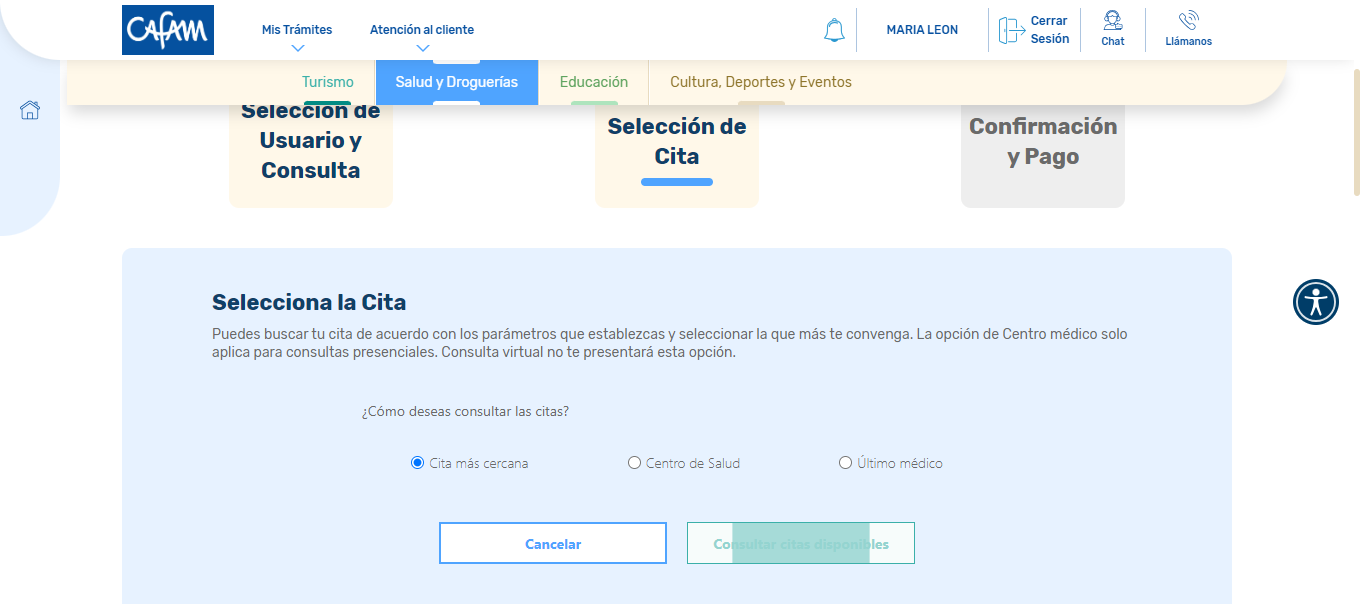 CAFAM
Mis Trámites
Atención al cliente
MARIA LEON
Cerrar
Sesión
Chat
Llámanos
Turismo
Salud y Droguerías
Educación
Cultura, Deportes y Eventos
Selección de
Usuario y
Consulta
Selección de
Cita
Confirmación
y Pago
Selecciona la Cita
Puedes buscar tu cita de acuerdo con los parámetros que establezcas y seleccionar la que más te convenga. La opción de Centro médico solo
aplica para consultas presenciales. Consulta virtual no te presentará esta opción.
¿Cómo deseas consultar las citas?
Cita más cercana
Centro de Salud
Último médico
Cancelar
Consultar citas disponibles